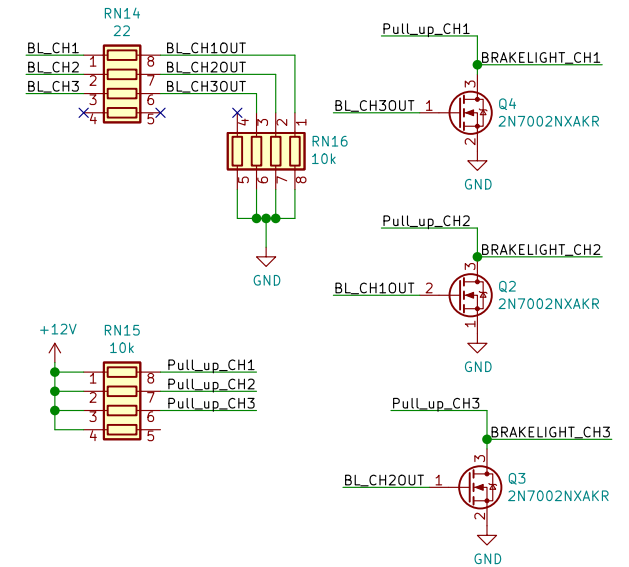 RN14
22
BL_CH1 1 8 BL_CH1OUT
BL_CH2 2 7 BL_CH2OUT
BL_CH3 3 6 BL_CH3OUT
4 5
4 3 2 1
RN16
10k
5 6 7 8
GND
+12V
RN15
10k
1 8 Pull_up_CH1
2 7 Pull_up_CH2
3 6 Pull_up_CH3
4 5
Pull_up_CH1
BRAKELIGHT_CH1
3
BL_CH3OUT 1
Q4
2N7002NXAKR
2
GND
Pull_up_CH2
BRAKELIGHT_CH2
3
BL_CH1OUT 2
Q2
2N7002NXAKR
1
GND
Pull_up_CH3
BRAKELIGHT_CH3
3
BL_CH2OUT 1
Q3
2N7002NXAKR
2
GND